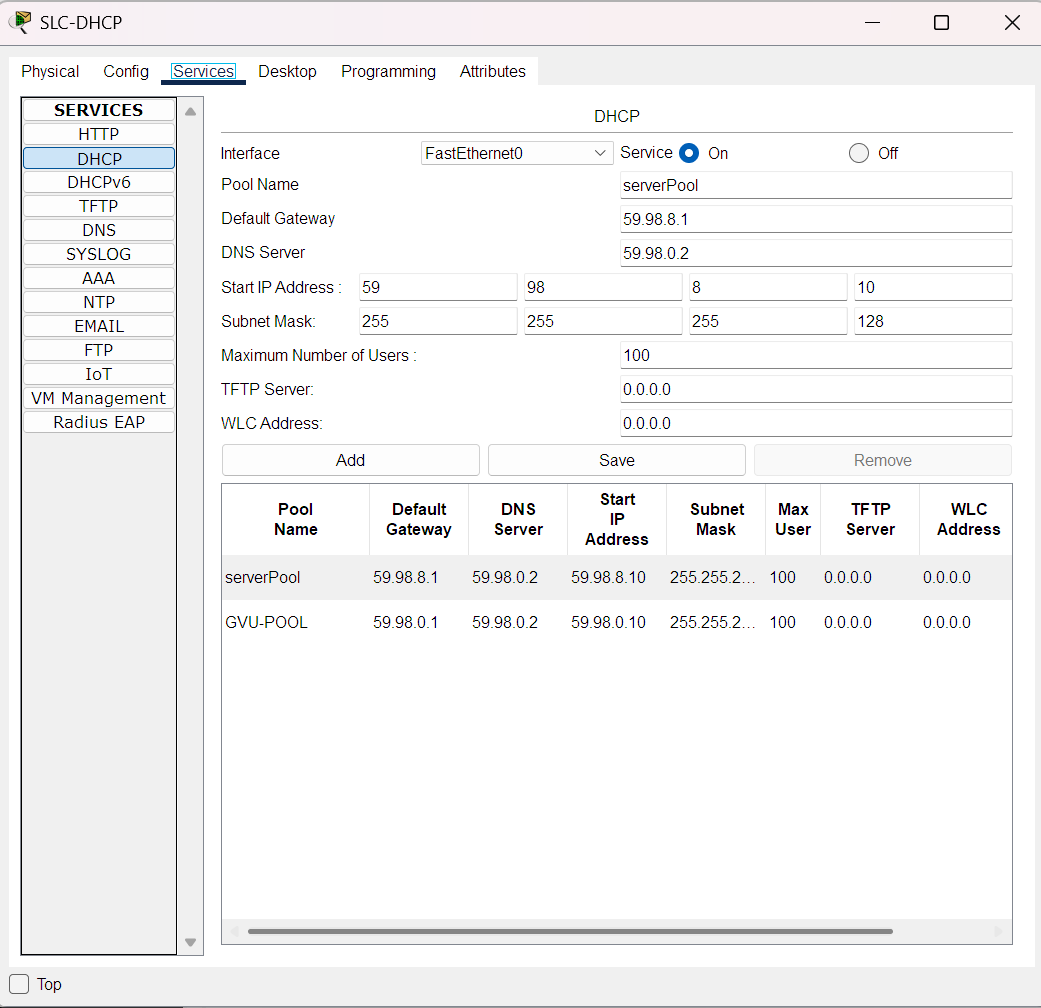 SLC-DHCP
Physical Config Services Desktop Programming Attributes
SERVICES
HTTP
DHCP
DHCPv6
TFTP
DNS
SYSLOG
AAA
NTP
EMAIL
FTP
IoT
VM Management
Radius EAP
DHCP
Interface FastEthernet0 Service On Off
Pool Name serverPool
Default Gateway 59.98.8.1
DNS Server 59.98.0.2
Start IP Address : 59 98 8 10
Subnet Mask: 255 255 255 128
Maximum Number of Users : 100
TFTP Server: 0.0.0.0
WLC Address: 0.0.0.0
Add Save Remove
Pool Name Default Gateway DNS Server Start IP Address Subnet Mask Max User TFTP Server WLC Address
serverPool 59.98.8.1 59.98.0.2 59.98.8.10 255.255.2... 100 0.0.0.0 0.0.0.0
GVU-POOL 59.98.0.1 59.98.0.2 59.98.0.10 255.255.2... 100 0.0.0.0 0.0.0.0
Top